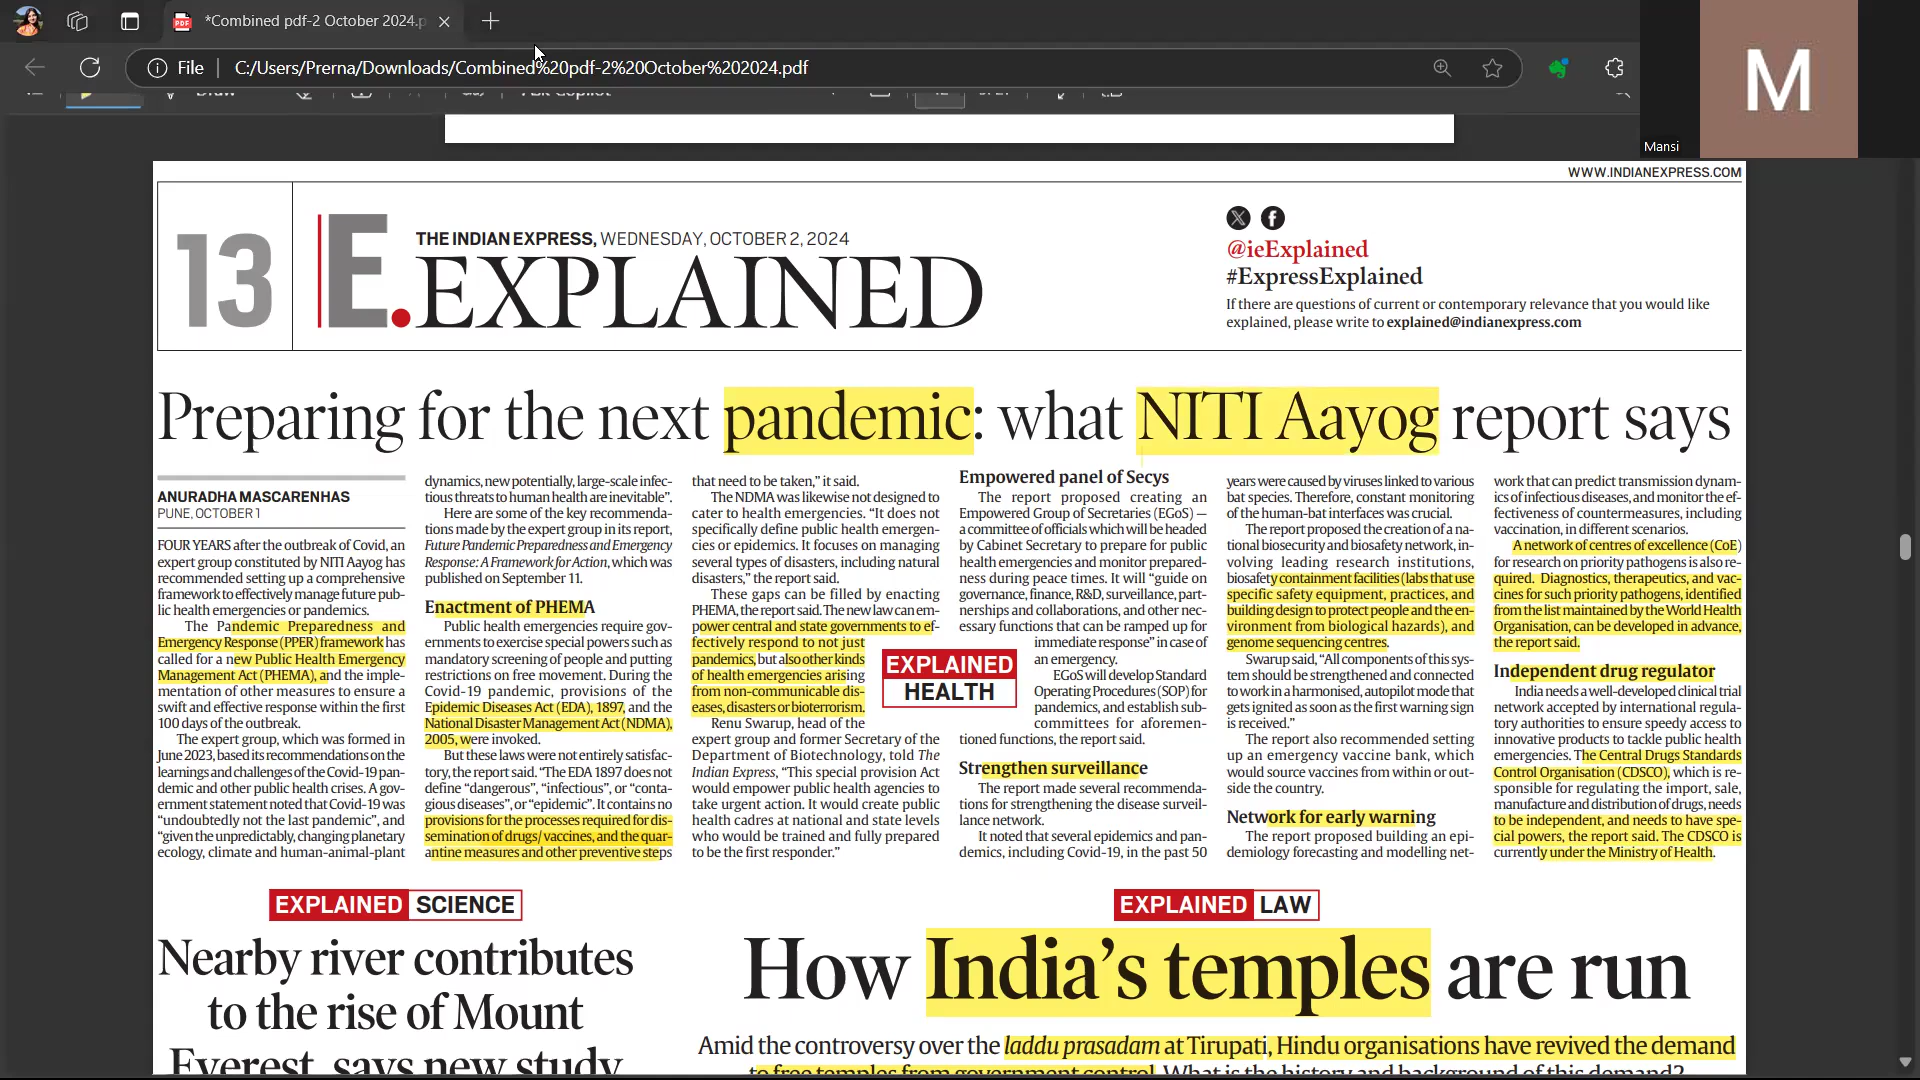 *Combined pdf-2 October 2024.p
File
C:/Users/Prerna/Downloads/Combined%20pdf-2%20October%202024.pdf
M
Mansi
WWW.INDIANEXPRESS.COM
13
E.
THE INDIAN EXPRESS, WEDNESDAY, OCTOBER 2, 2024
EXPLAINED
@ieExplained
#ExpressExplained
If there are questions of current or contemporary relevance that you would like
explained, please write to explained@indianexpress.com
Preparing for the next pandemic: what NITI Aayog report says
ANURADHA MASCARENHAS
PUNE, OCTOBER 1
FOUR YEARS after the outbreak of Covid, an
expert group constituted by NITI Aayog has
recommended setting up a comprehensive
framework to effectively manage future pub-
lic health emergencies or pandemics.
The Pandemic Preparedness and
Emergency Response (PPER) framework has
called for a new Public Health Emergency
Management Act (PHEMA), and the imple-
mentation of other measures to ensure a
swift and effective response within the first
100 days of the outbreak.
The expert group, which was formed in
June 2023, based its recommendations on the
learnings and challenges of the Covid-19 pan-
demic and other public health crises. A gov-
ernment statement noted that Covid-19 was
“undoubtedly not the last pandemic”, and
“given the unpredictably, changing planetary
ecology, climate and human-animal-plant
dynamics, new potentially, large-scale infec-
tious threats to human health are inevitable”.
Here are some of the key recommenda-
tions made by the expert group in its report,
Future Pandemic Preparedness and Emergency
Response: A Framework for Action, which was
published on September 11.
Enactment of PHEMA
Public health emergencies require gov-
ernments to exercise special powers such as
mandatory screening of people and putting
restrictions on free movement. During the
Covid-19 pandemic, provisions of the
Epidemic Diseases Act (EDA), 1897, and the
National Disaster Management Act (NDMA),
2005, were invoked.
But these laws were not entirely satisfac-
tory, the report said. “The EDA 1897 does not
define “dangerous”, “infectious”, or “conta-
gious diseases”, or “epidemic”. It contains no
provisions for the processes required for dis-
semination of drugs/ vaccines, and the quar-
antine measures and other preventive steps
that need to be taken,” it said.
The NDMA was likewise not designed to
cater to health emergencies. “It does not
specifically define public health emergen-
cies or epidemics. It focuses on managing
several types of disasters, including natural
disasters,” the report said.
These gaps can be filled by enacting
PHEMA, the report said. The new law can em-
power central and state governments to ef-
fectively respond to not just
pandemics, but also other kinds
of health emergencies arising
from non-communicable dis-
eases, disasters or bioterrorism.
Renu Swarup, head of the
expert group and former Secretary of the
Department of Biotechnology, told The
Indian Express, “This special provision Act
would empower public health agencies to
take urgent action. It would create public
health cadres at national and state levels
who would be trained and fully prepared
to be the first responder.”
EXPLAINED
HEALTH
Empowered panel of Secys
The report proposed creating an
Empowered Group of Secretaries (EGoS) —
a committee of officials which will be headed
by Cabinet Secretary to prepare for public
health emergencies and monitor prepared-
ness during peace times. It will “guide on
governance, finance, R&D, surveillance, part-
nerships and collaborations, and other nec-
essary functions that can be ramped up for
immediate response” in case of
an emergency.
EGoS will develop Standard
Operating Procedures (SOP) for
pandemics, and establish sub-
committees for aforemen-
tioned functions, the report said.
Strengthen surveillance
The report made several recommenda-
tions for strengthening the disease surveil-
lance network.
It noted that several epidemics and pan-
demics, including Covid-19, in the past 50
years were caused by viruses linked to various
bat species. Therefore, constant monitoring
of the human-bat interfaces was crucial.
The report proposed the creation of a na-
tional biosecurity and biosafety network, in-
volving leading research institutions,
biosafety containment facilities (labs that use
specific safety equipment, practices, and
building design to protect people and the en-
vironment from biological hazards), and
genome sequencing centres.
Swarup said, “All components of this sys-
tem should be strengthened and connected
to work in a harmonised, autopilot mode that
gets ignited as soon as the first warning sign
is received.”
The report also recommended setting
up an emergency vaccine bank, which
would source vaccines from within or out-
side the country.
Network for early warning
The report proposed building an epi-
demiology forecasting and modelling net-
work that can predict transmission dynam-
ics of infectious diseases, and monitor the ef-
fectiveness of countermeasures, including
vaccination, in different scenarios.
A network of centres of excellence (CoE)
for research on priority pathogens is also re-
quired. Diagnostics, therapeutics, and vac-
cines for such priority pathogens, identified
from the list maintained by the World Health
Organisation, can be developed in advance,
the report said.
Independent drug regulator
India needs a well-developed clinical trial
network accepted by international regula-
tory authorities to ensure speedy access to
innovative products to tackle public health
emergencies. The Central Drugs Standards
Control Organisation (CDSCO), which is re-
sponsible for regulating the import, sale,
manufacture and distribution of drugs, needs
to be independent, and needs to have spe-
cial powers, the report said. The CDSCO is
currently under the Ministry of Health.
EXPLAINED SCIENCE
Nearby river contributes
to the rise of Mount
Everest, says new study
EXPLAINED LAW
How India’s temples are run
Amid the controversy over the laddu prasadam at Tirupati, Hindu organisations have revived the demand
to free temples from government control. What is the history and background of this demand?